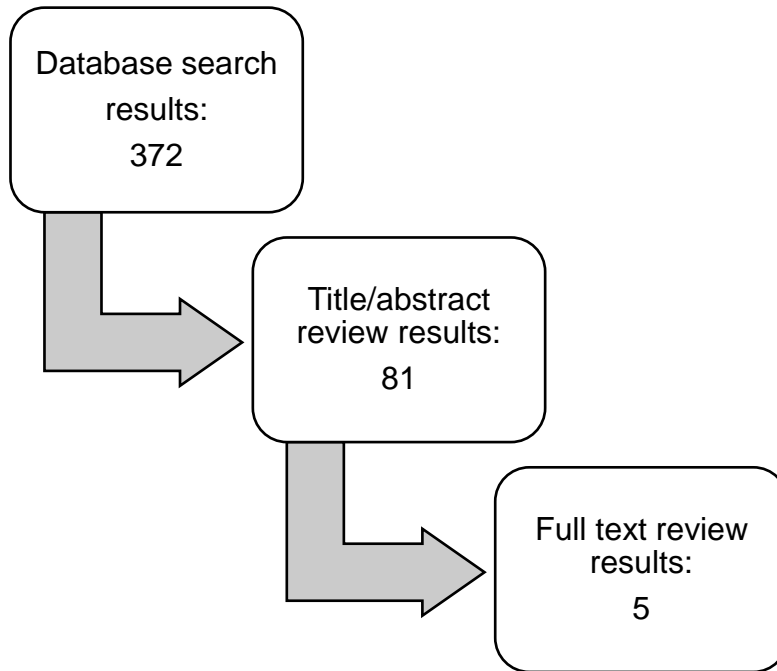 Database search
results:
372
Title/abstract
review results:
81
Full text review
results:
5